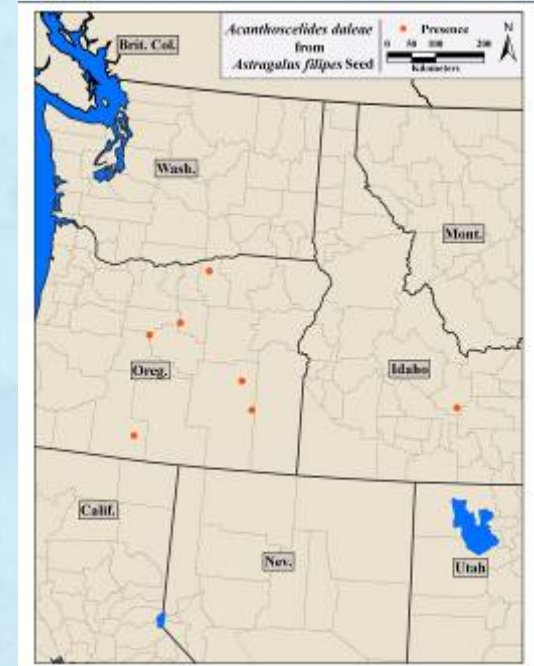 Brit. Col.
Acanthoscelides daleae
from
Astragalus filipes Seed
Presence
N
0 50 100 200
Kilometers
Wash.
Mont.
Oreg.
Idaho
Calif.
Nev.
Utah